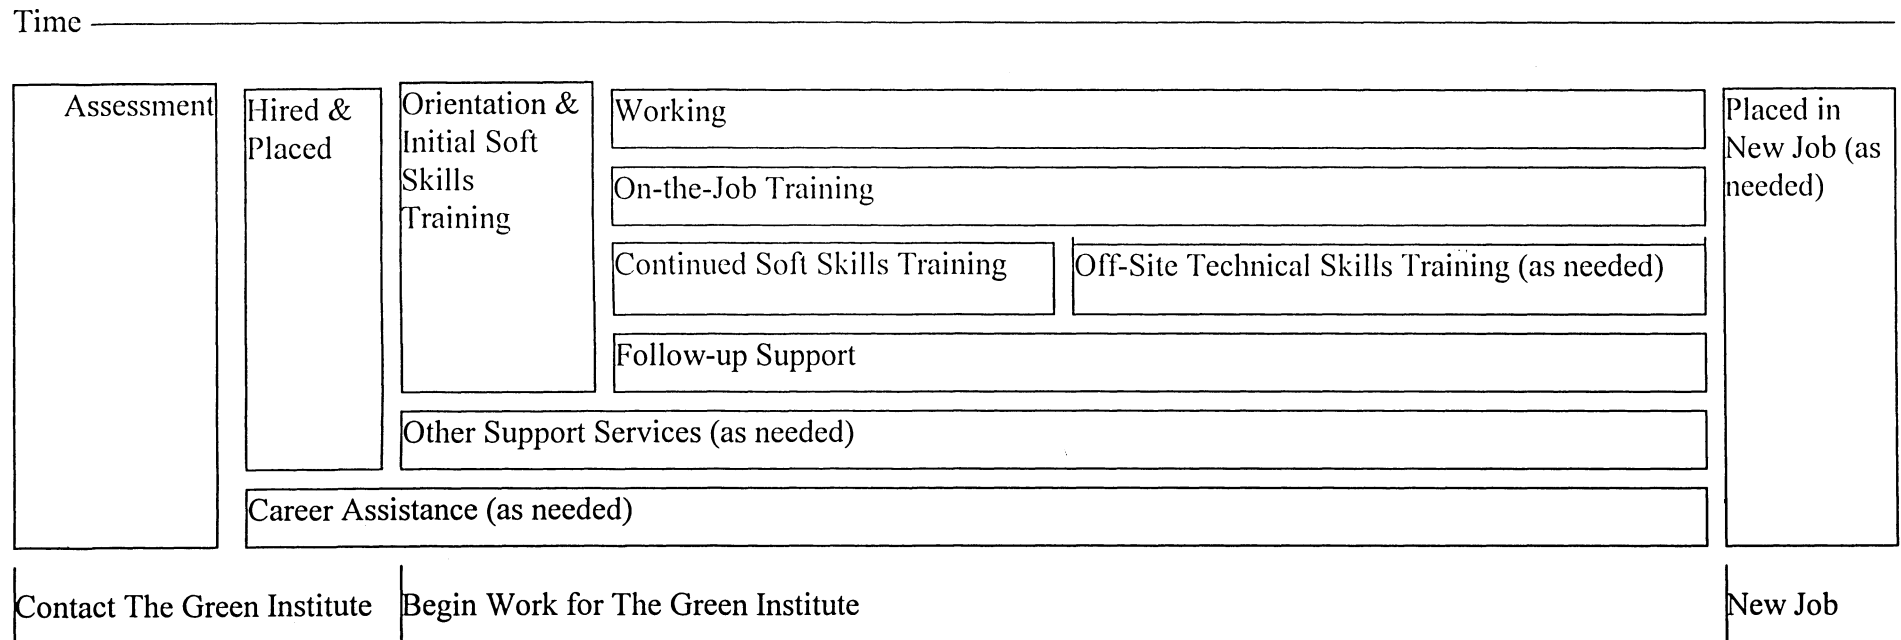 Time
Assessment
Hired &
Placed
Orientation &
Initial Soft
Skills
Training
Working
On-the-Job Training
Continued Soft Skills Training
Off-Site Technical Skills Training (as needed)
Follow-up Support
Other Support Services (as needed)
Career Assistance (as needed)
Placed in
New Job (as
needed)
Contact The Green Institute
Begin Work for The Green Institute
New Job